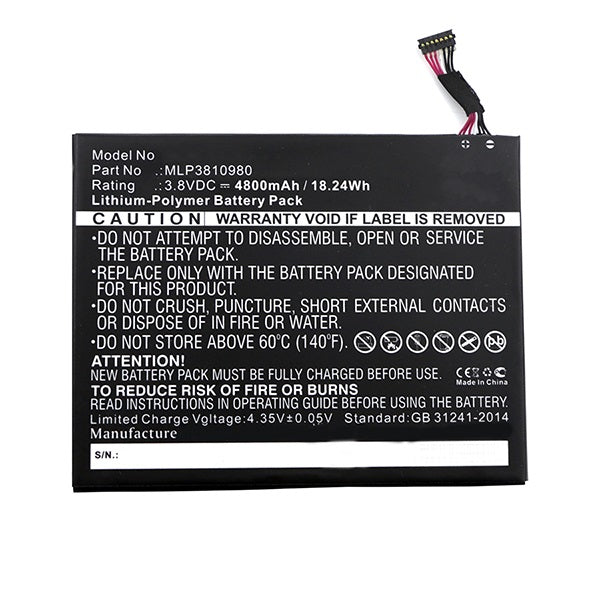 Model No
Part No .:MLP3810980
Rating .:3.8VDC⎓ 4800mAh / 18.24Wh
Lithium-Polymer Battery Pack
CAUTION WARRANTY VOID IF LABEL IS REMOVED
•DO NOT ATTEMPT TO DISASSEMBLE, OPEN OR SERVICE
THE BATTERY PACK.
•REPLACE ONLY WITH THE BATTERY PACK DESIGNATED
FOR THIS PRODUCT.
•DO NOT CRUSH, PUNCTURE, SHORT EXTERNAL CONTACTS
OR DISPOSE OF IN FIRE OR WATER.
•DO NOT STORE ABOVE 60°C (140°F).
Pb
ATTENTION!
NEW BATTERY PACK MUST BE FULLY CHARGED BEFORE USE.
TO REDUCE RISK OF FIRE OR BURNS
READ INSTRUCTIONS IN OPERATING GUIDE BEFORE USING BATTERY PACK.
CE
Made In China
Limited Charge Vollage:4.35V±0.05V Standard:GB 31241-2014
Manufacture
S/N.: